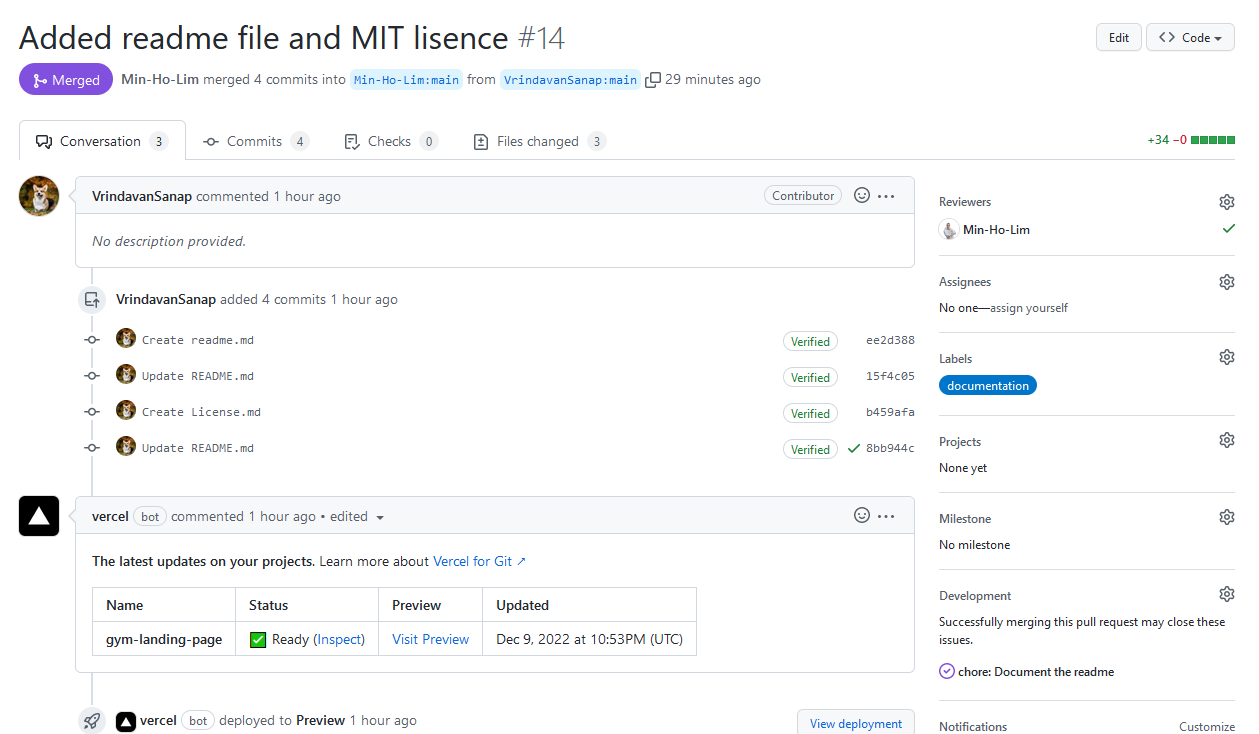 Added readme file and MIT lisence #14
Edit
Code
Merged
Min-Ho-Lim merged 4 commits into Min-Ho-Lim:main from VrindavanSanap:main 29 minutes ago
Conversation 3
Commits 4
Checks 0
Files changed 3
+34 −0
VrindavanSanap commented 1 hour ago
Contributor
No description provided.
VrindavanSanap added 4 commits 1 hour ago
Create readme.md Verified ee2d388
Update README.md Verified 15f4c05
Create License.md Verified b459afa
Update README.md Verified 8bb944c
vercel bot commented 1 hour ago • edited
The latest updates on your projects. Learn more about Vercel for Git ↗
Name Status Preview Updated
gym-landing-page ✅ Ready (Inspect) Visit Preview Dec 9, 2022 at 10:53PM (UTC)
vercel bot deployed to Preview 1 hour ago
View deployment
Reviewers
Min-Ho-Lim
Assignees
No one—assign yourself
Labels
documentation
Projects
None yet
Milestone
No milestone
Development
Successfully merging this pull request may close these
issues.
chore: Document the readme
Notifications
Customize